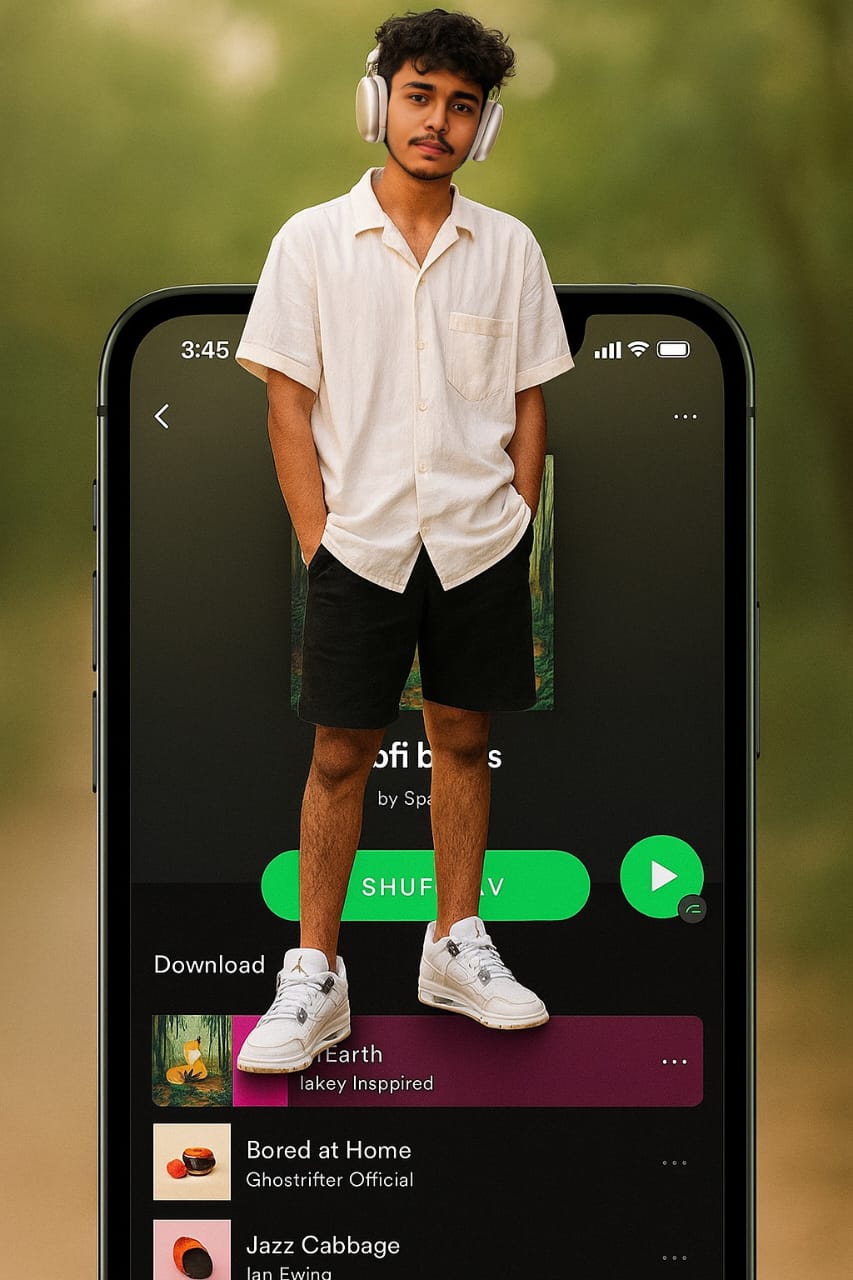 3:45
ofi b s
by Spa
SHUF AV
Download
Earth
lakey Insppired
Bored at Home
Ghostrifter Official
Jazz Cabbage
Ian Ewing